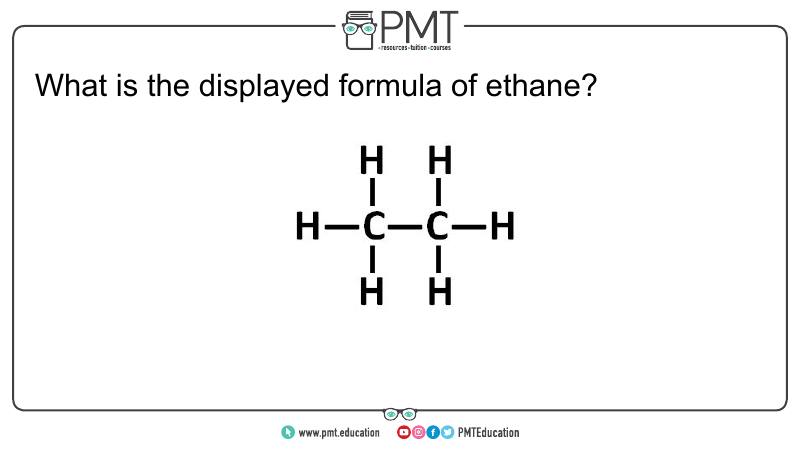 PMT
•resources•tuition•courses
What is the displayed formula of ethane?
H H
H C C H
H H
www.pmt.education PMTEducation